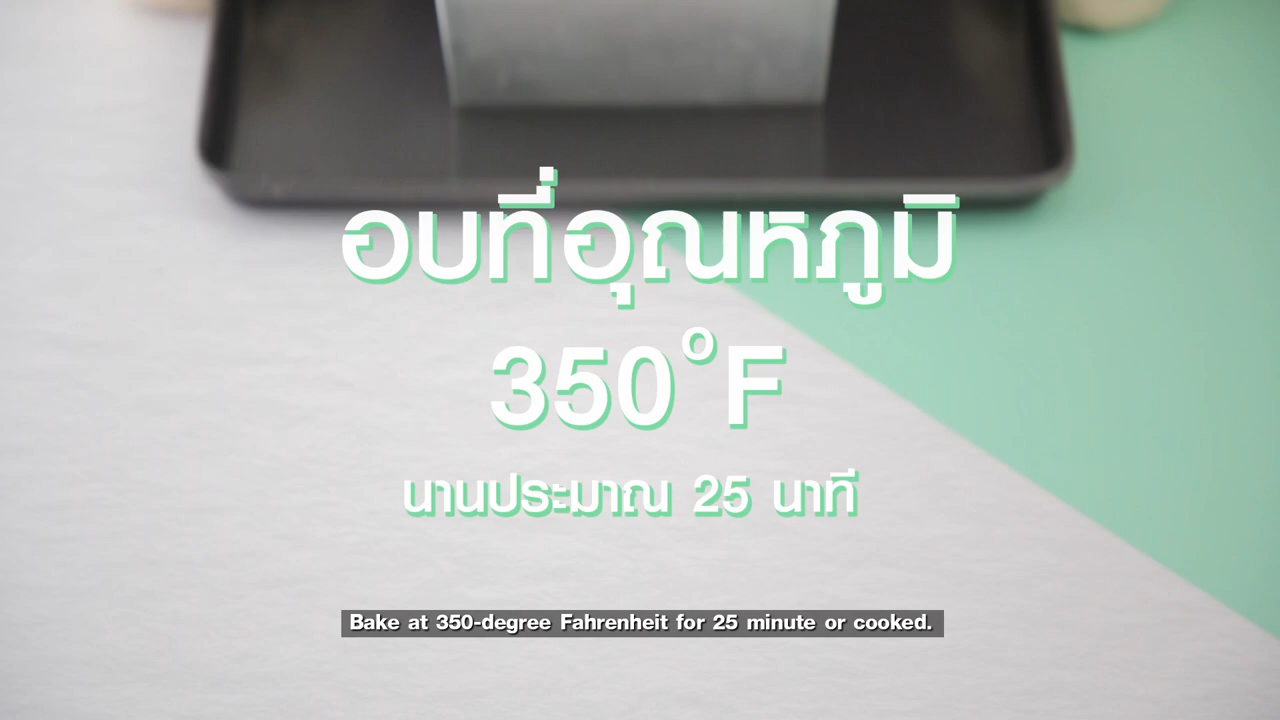 อบที่อุณหภูมิ
350°F
นานประมาณ 25 นาที
Bake at 350-degree Fahrenheit for 25 minute or cooked.